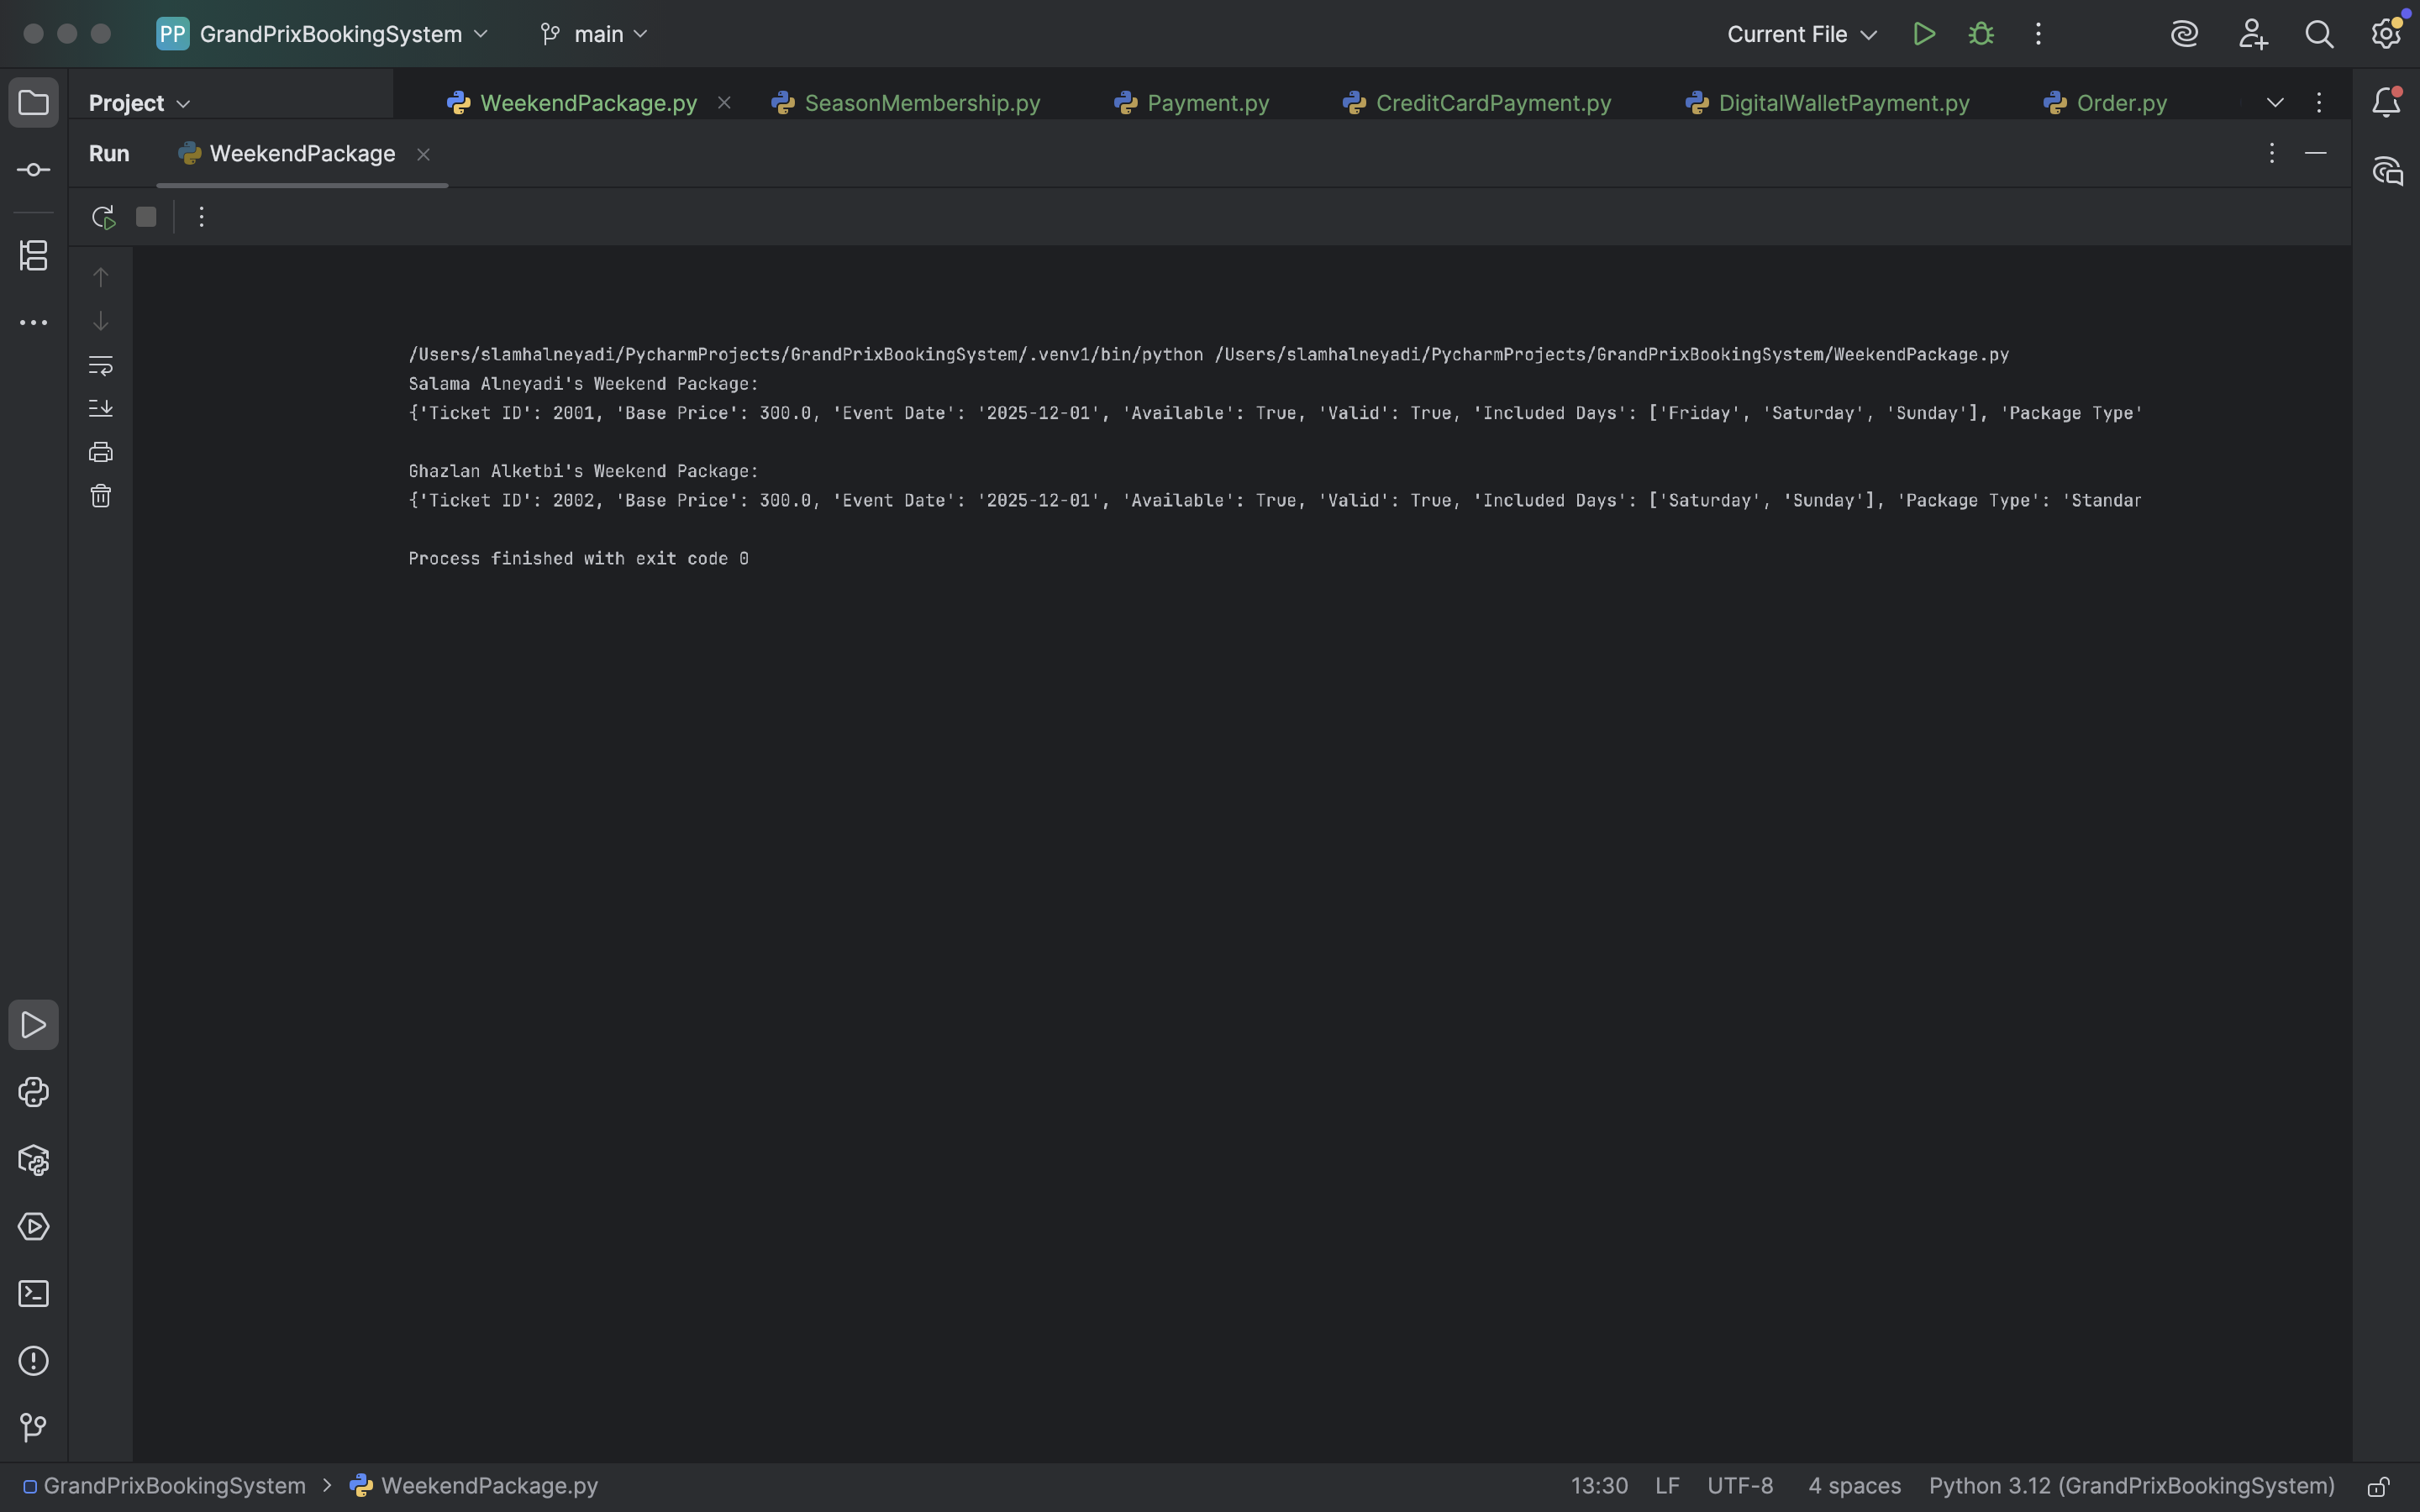 PP GrandPrixBookingSystem main Current File
Project WeekendPackage.py SeasonMembership.py Payment.py CreditCardPayment.py DigitalWalletPayment.py Order.py
Run WeekendPackage
/Users/slamhalneyadi/PycharmProjects/GrandPrixBookingSystem/.venv1/bin/python /Users/slamhalneyadi/PycharmProjects/GrandPrixBookingSystem/WeekendPackage.py
Salama Alneyadi's Weekend Package:
{'Ticket ID': 2001, 'Base Price': 300.0, 'Event Date': '2025-12-01', 'Available': True, 'Valid': True, 'Included Days': ['Friday', 'Saturday', 'Sunday'], 'Package Type'
Ghazlan Alketbi's Weekend Package:
{'Ticket ID': 2002, 'Base Price': 300.0, 'Event Date': '2025-12-01', 'Available': True, 'Valid': True, 'Included Days': ['Saturday', 'Sunday'], 'Package Type': 'Standar
Process finished with exit code 0
GrandPrixBookingSystem > WeekendPackage.py 13:30 LF UTF-8 4 spaces Python 3.12 (GrandPrixBookingSystem)